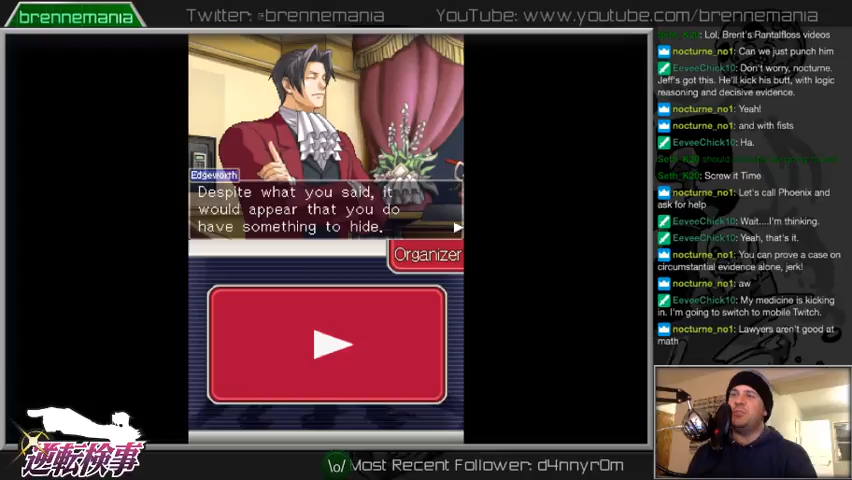 brennemania
Twitter: @brennemania
YouTube: www.youtube.com/brennemania
Seth_K20: Lol, Brent's Rantalfloss videos
nocturne_no1: Can we just punch him
EeveeChick10: Don't worry, nocturne.
Jeff's got this. He'll kick his butt, with logic
reasoning and decisive evidence.
nocturne_no1: Yeah!
nocturne_no1: and with fists
EeveeChick10: Ha.
Seth_K20
Seth_K20: Screw it Time
nocturne_no1: Let's call Phoenix and
ask for help
EeveeChick10: Wait....I'm thinking.
EeveeChick10: Yeah, that's it.
nocturne_no1: You can prove a case on
circumstantial evidence alone, jerk!
nocturne_no1: aw
EeveeChick10: My medicine is kicking
in. I'm going to switch to mobile Twitch.
nocturne_no1: Lawyers aren't good at
math
Edgeworth
Despite what you said, it
would appear that you do
have something to hide.
Organizer
逆転検事
\o/ Most Recent Follower: d4nnyr0m